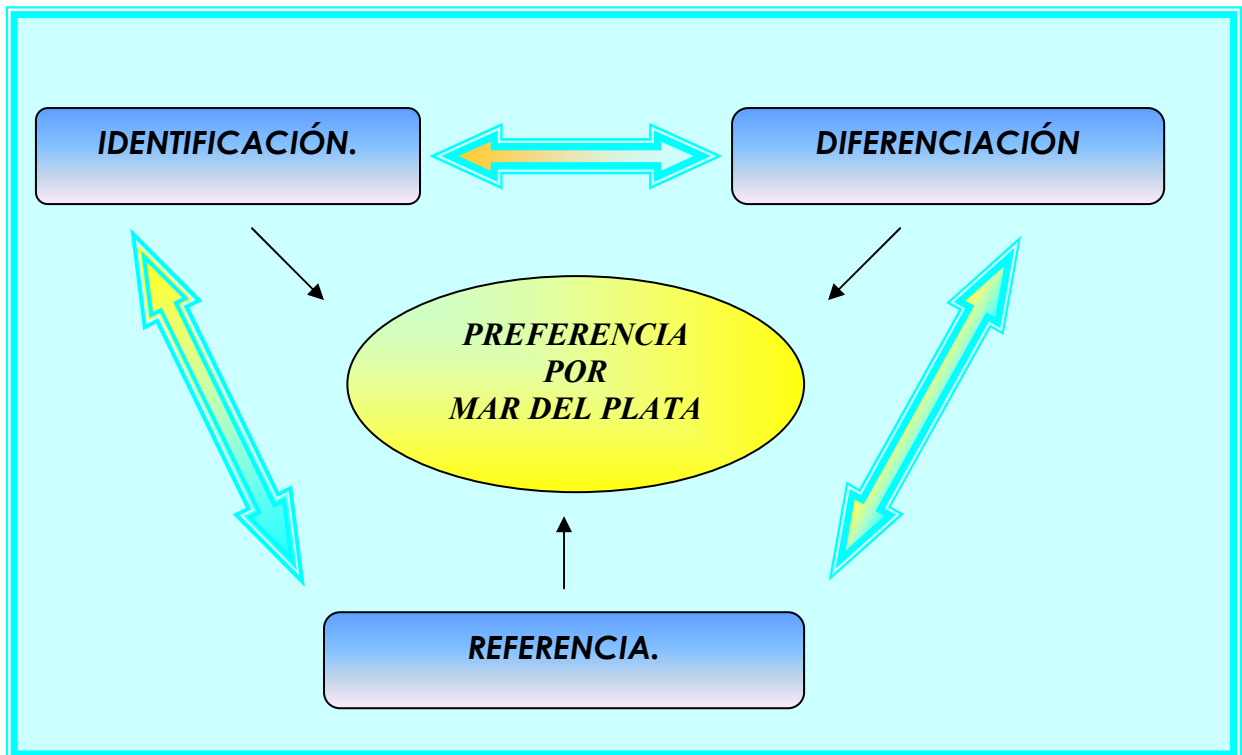 IDENTIFICACIÓN.
DIFERENCIACIÓN
PREFERENCIA
POR
MAR DEL PLATA
REFERENCIA.